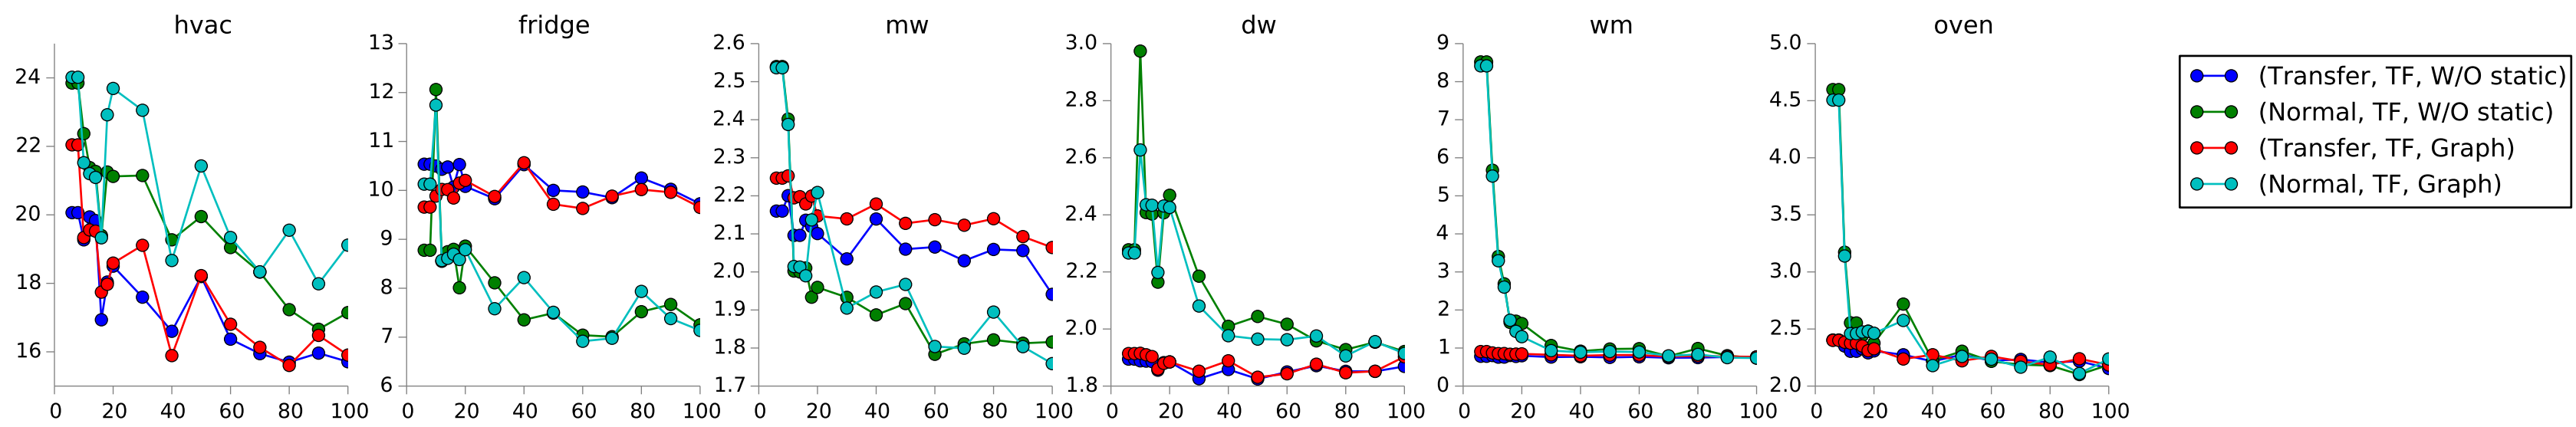 hvac
fridge
mw
dw
wm
oven
24
22
20
18
16
0 20 40 60 80 100
13
12
11
10
9
8
7
6
0 20 40 60 80 100
2.6
2.5
2.4
2.3
2.2
2.1
2.0
1.9
1.8
1.7
0 20 40 60 80 100
3.0
2.8
2.6
2.4
2.2
2.0
1.8
0 20 40 60 80 100
9
8
7
6
5
4
3
2
1
0
0 20 40 60 80 100
5.0
4.5
4.0
3.5
3.0
2.5
2.0
0 20 40 60 80 100
(Transfer, TF, W/O static)
(Normal, TF, W/O static)
(Transfer, TF, Graph)
(Normal, TF, Graph)